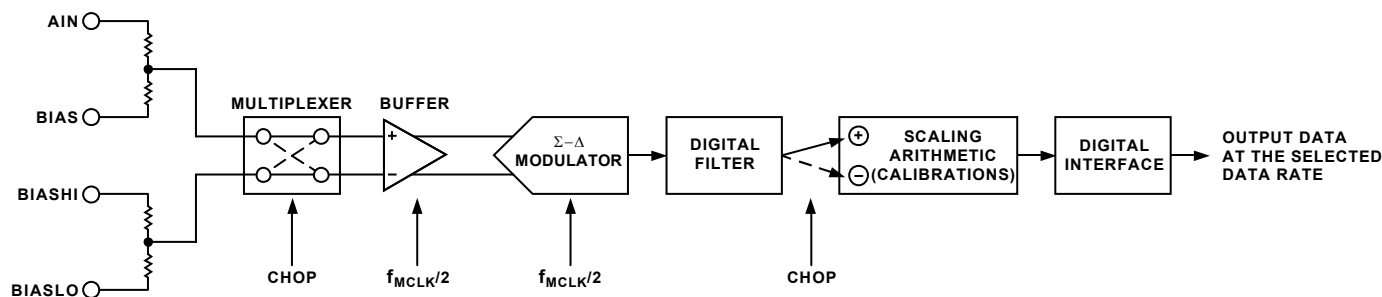 AIN
BIAS
BIASHI
BIASLO
MULTIPLEXER
CHOP
BUFFER
+
−
fMCLK/2
Σ−Δ
MODULATOR
fMCLK/2
DIGITAL
FILTER
CHOP
+
−
SCALING
ARITHMETIC
(CALIBRATIONS)
DIGITAL
INTERFACE
OUTPUT DATA
AT THE SELECTED
DATA RATE